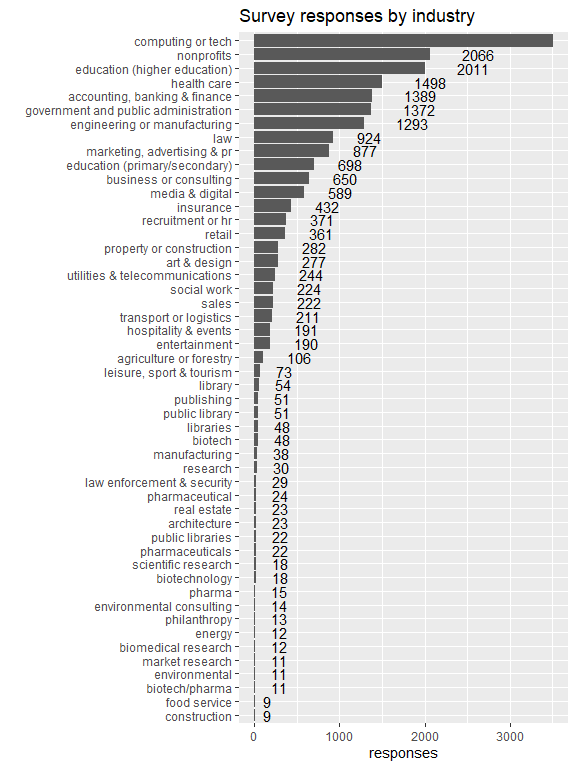 Survey responses by industry
computing or tech
nonprofits 2066
education (higher education) 2011
health care 1498
accounting, banking & finance 1389
government and public administration 1372
engineering or manufacturing 1293
law 924
marketing, advertising & pr 877
education (primary/secondary) 698
business or consulting 650
media & digital 589
insurance 432
recruitment or hr 371
retail 361
property or construction 282
art & design 277
utilities & telecommunications 244
social work 224
sales 222
transport or logistics 211
hospitality & events 191
entertainment 190
agriculture or forestry 106
leisure, sport & tourism 73
library 54
publishing 51
public library 51
libraries 48
biotech 48
manufacturing 38
research 30
law enforcement & security 29
pharmaceutical 24
real estate 23
architecture 23
public libraries 22
pharmaceuticals 22
scientific research 18
biotechnology 18
pharma 15
environmental consulting 14
philanthropy 13
energy 12
biomedical research 12
market research 11
environmental 11
biotech/pharma 11
food service 9
construction 9
0 1000 2000 3000
responses